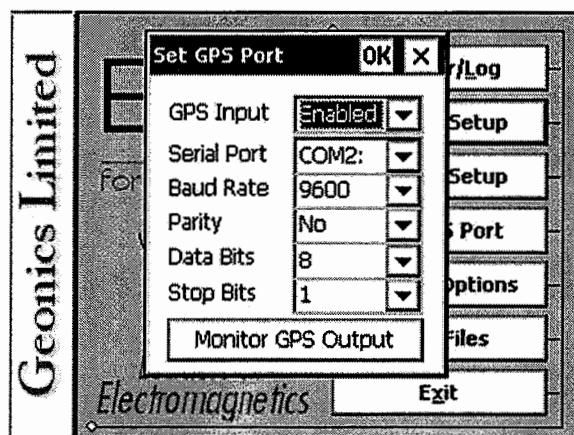 Geonics Limited
Set GPS Port OK
GPS Input Enabled
Serial Port COM2:
Baud Rate 9600
Parity No
Data Bits 8
Stop Bits 1
Monitor GPS Output
r/Log
Setup
Setup
Port
ptions
Files
Exit
E
for
Electromagnetics